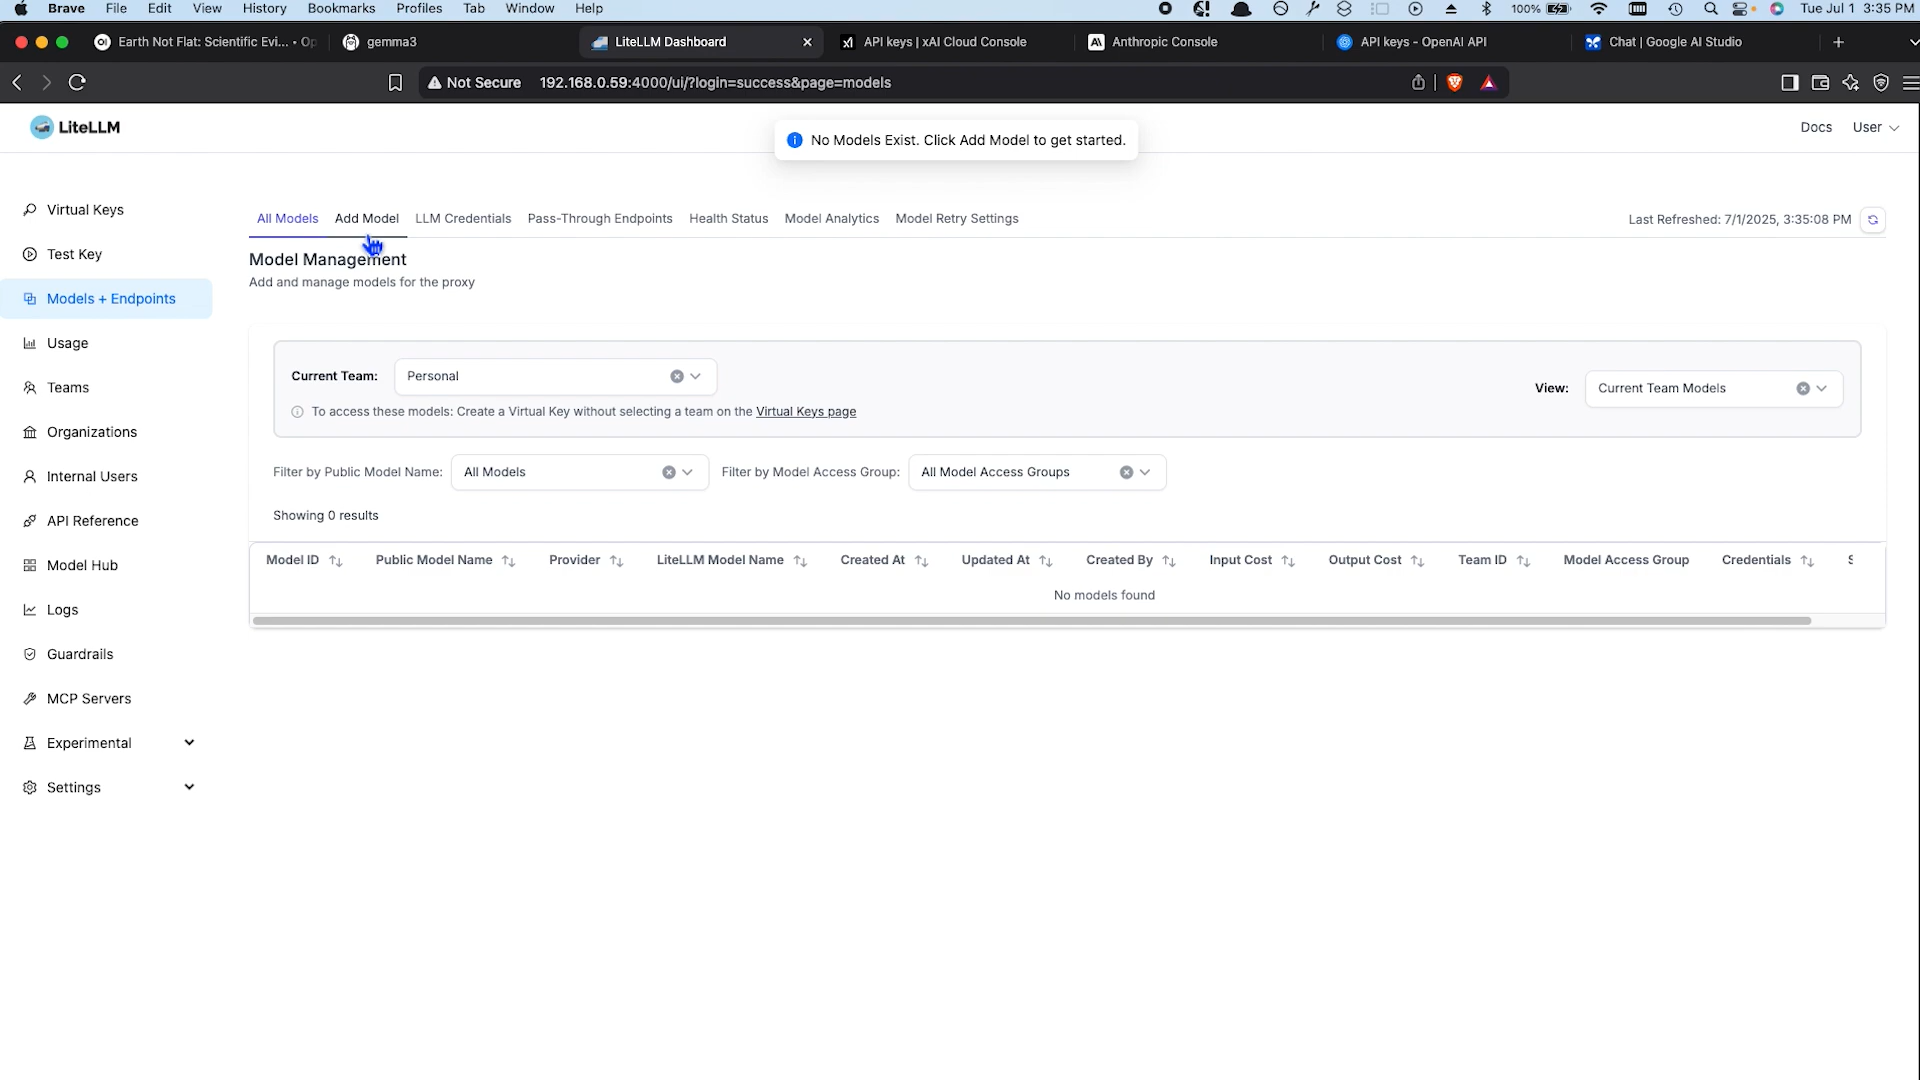 Brave File Edit View History Bookmarks Profiles Tab Window Help 100% Tue Jul 1 3:35 PM
Earth Not Flat: Scientific Evi... • Op gemma3 LiteLLM Dashboard API keys | xAI Cloud Console Anthropic Console API keys - OpenAI API Chat | Google AI Studio
Not Secure 192.168.0.59:4000/ui/?login=success&page=models
LiteLLM
No Models Exist. Click Add Model to get started.
Docs User
Virtual Keys
Test Key
Models + Endpoints
Usage
Teams
Organizations
Internal Users
API Reference
Model Hub
Logs
Guardrails
MCP Servers
Experimental
Settings
All Models Add Model LLM Credentials Pass-Through Endpoints Health Status Model Analytics Model Retry Settings
Last Refreshed: 7/1/2025, 3:35:08 PM
Model Management
Add and manage models for the proxy
Current Team: Personal
To access these models: Create a Virtual Key without selecting a team on the Virtual Keys page
View: Current Team Models
Filter by Public Model Name: All Models Filter by Model Access Group: All Model Access Groups
Showing 0 results
Model ID Public Model Name Provider LiteLLM Model Name Created At Updated At Created By Input Cost Output Cost Team ID Model Access Group Credentials S
No models found